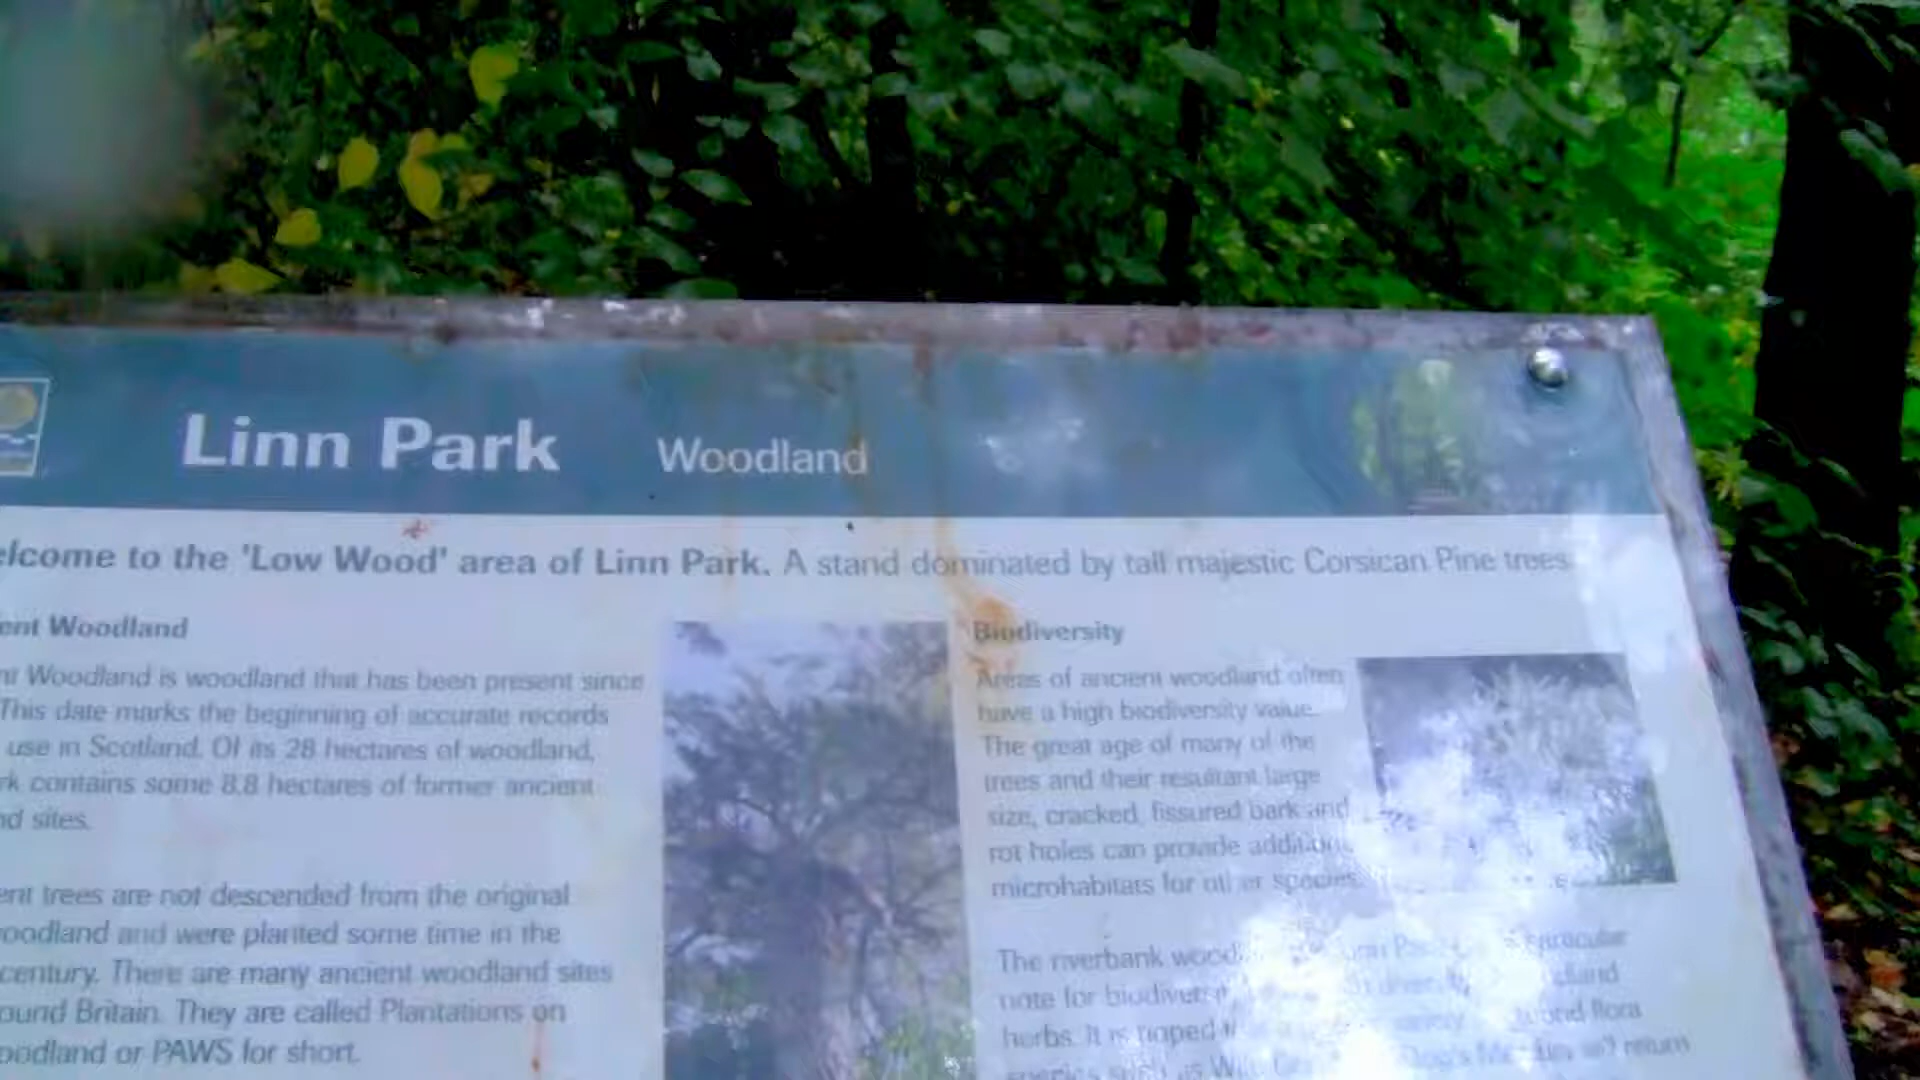 Linn Park Woodland
elcome to the 'Low Wood' area of Linn Park. A stand dominated by tall majestic Corsican Pine trees.
ent Woodland
nt Woodland is woodland that has been present since
This date marks the beginning of accurate records
use in Scotland. Of its 28 hectares of woodland,
rk contains some 8.8 hectares of former ancient
nd sites.
ent trees are not descended from the original
oodland and were planted some time in the
century. There are many ancient woodland sites
ound Britain. They are called Plantations on
oodland or PAWS for short.
Biodiversity
Areas of ancient woodland often
have a high biodiversity value.
The great age of many of the
trees and their resultant large
size, cracked, fissured bark and
rot holes can provide
microhabitats for other species.
The riverbank
note for
herbs. It is hoped
species such as return